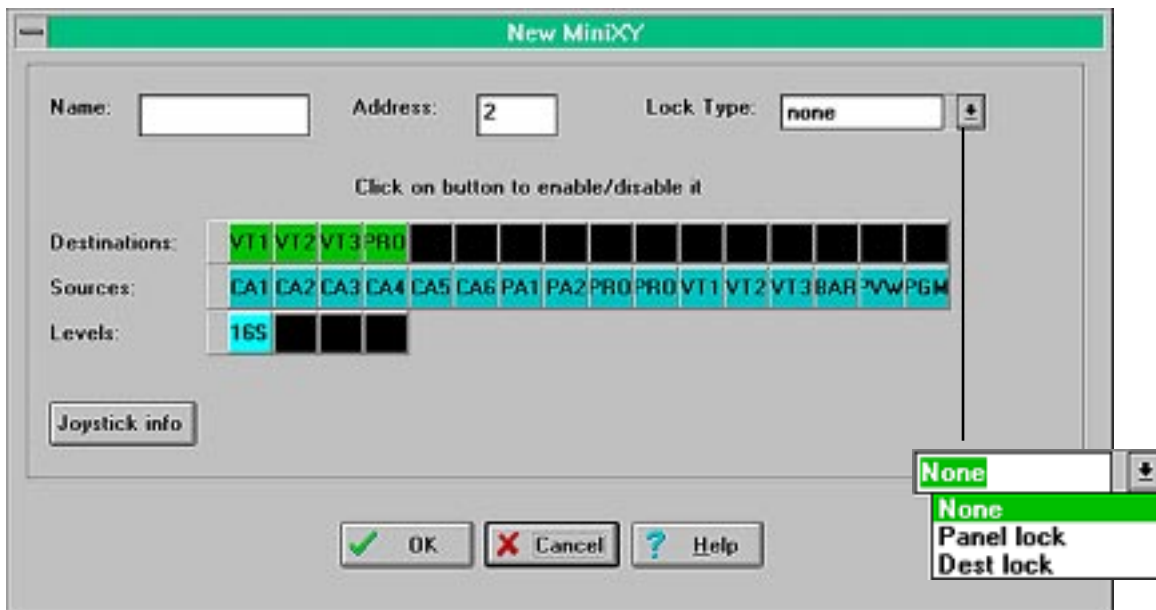 New MiniXY
Name: Address: 2 Lock Type: none
Click on button to enable/disable it
Destinations: VT1 VT2 VT3 PRO
Sources: CA1 CA2 CA3 CA4 CA5 CA6 PA1 PA2 PRO PRO VT1 VT2 VT3 BAR PVW PGM
Levels: 16S
Joystick info
None
None
Panel lock
Dest lock
OK Cancel Help